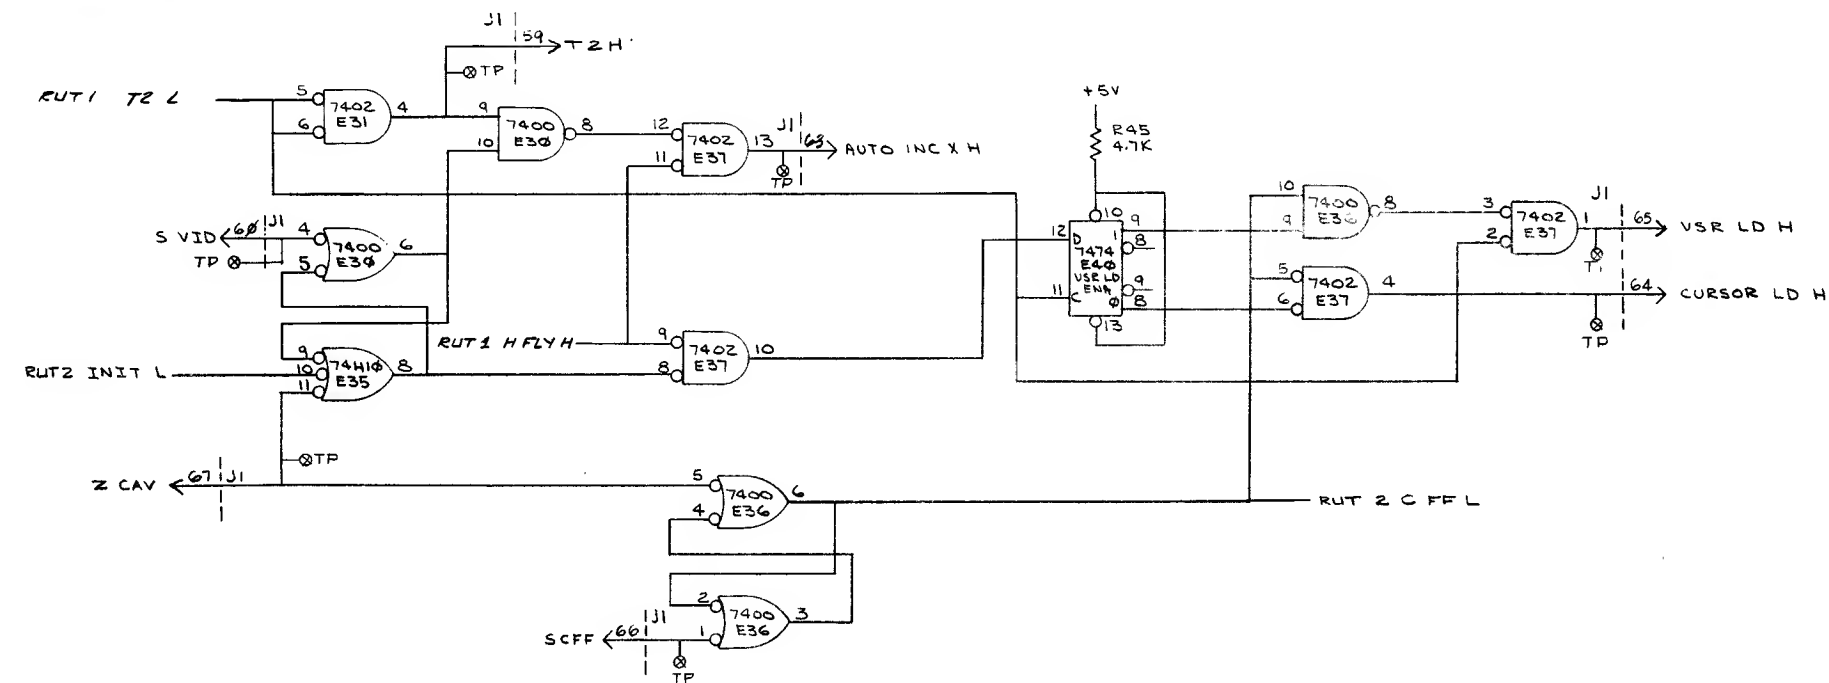 J1
59 T2H
TP
RUT1 T2 L
5
6
7402
E31
4
9
10
7400
E30
8
12
11
7402
E37
13
J1
63
AUTO INC X H
TP
+5V
R45
4.7K
S VID
60
J1
TP
4
5
7400
E30
6
RUT1 H FLY H
9
8
7402
E37
10
RUT2 INIT L
9
10
11
74H10
E35
8
12
11
10
D
C
1
0
7474
E40
VSR LD
ENA
9
8
9
8
13
10
9
7400
E36
8
5
6
7402
E37
4
3
2
7402
E37
1
J1
65
VSR LD H
64
CURSOR LD H
TP
TP
Z CAV
67
J1
5
4
7400
E36
6
RUT 2 C FF L
2
1
7400
E36
3
SCFF
66
J1
TP